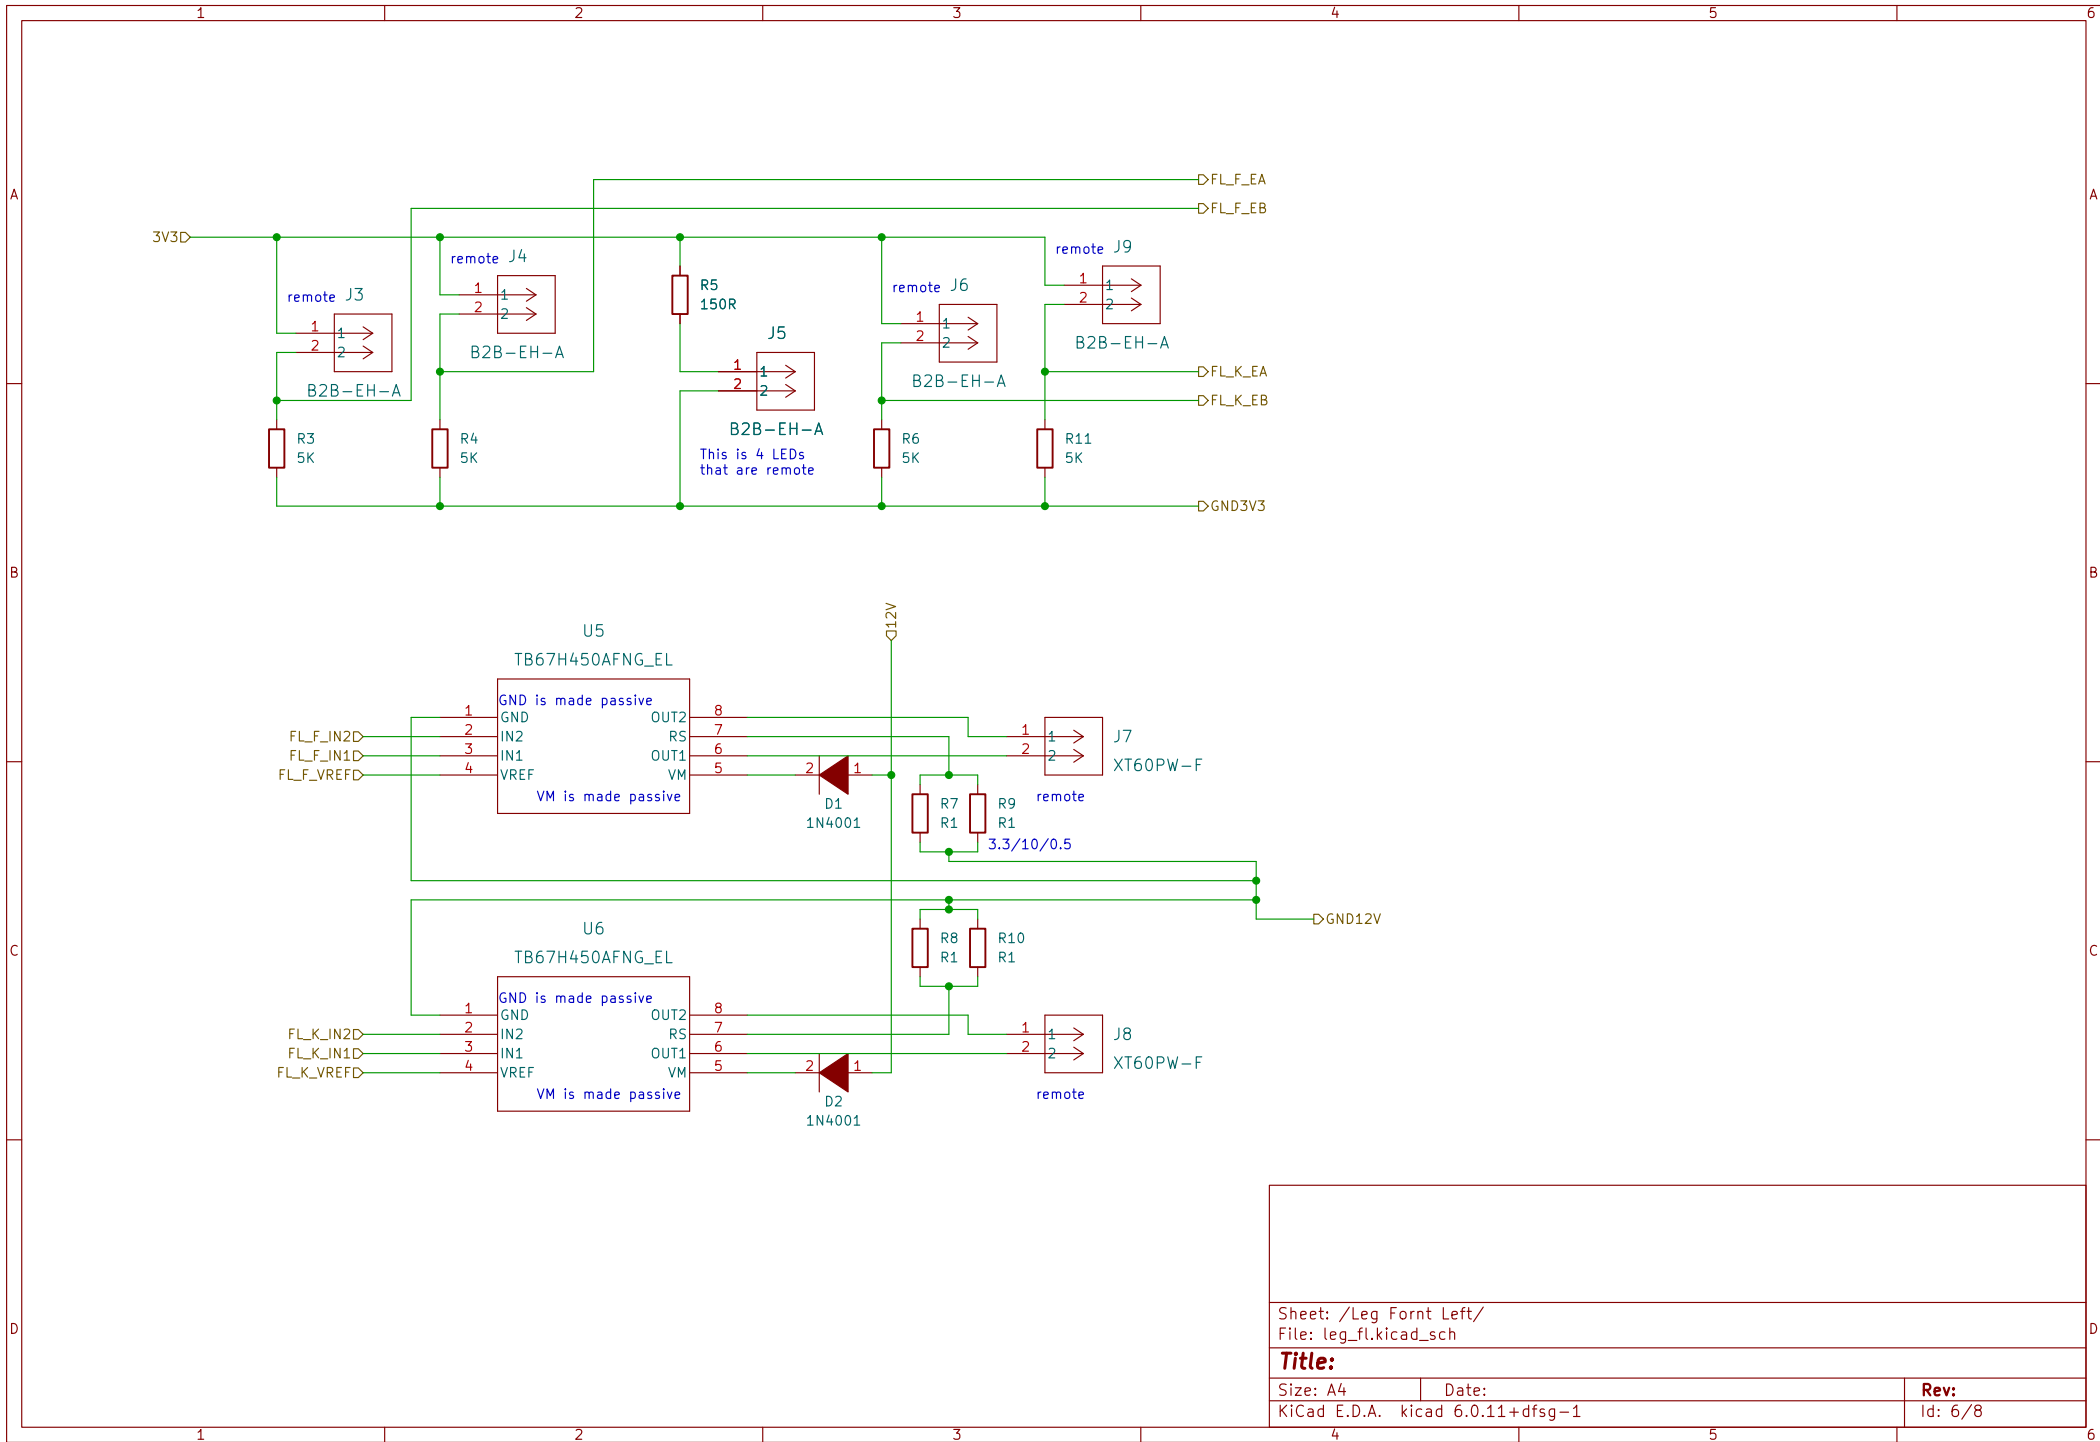 1 2 3 4 5 6
A A
B B
C C
D D
FL_F_EA
FL_F_EB
3V3
remote J3
1 1
2 2
B2B-EH-A
R3
5K
remote J4
1 1
2 2
B2B-EH-A
R4
5K
R5
150R
J5
1 1
2 2
B2B-EH-A
This is 4 LEDs
that are remote
remote J6
1 1
2 2
B2B-EH-A
R6
5K
remote J9
1 1
2 2
B2B-EH-A
FL_K_EA
FL_K_EB
R11
5K
GND3V3
12V
U5
TB67H450AFNG_EL
GND is made passive
1 GND OUT2 8
FL_F_IN2 2 IN2 RS 7
FL_F_IN1 3 IN1 OUT1 6
FL_F_VREF 4 VREF VM 5
VM is made passive
2 1
D1
1N4001
1 1 J7
2 2
XT60PW-F
remote
R7
R1
R9
R1
3.3/10/0.5
GND12V
R8
R1
R10
R1
U6
TB67H450AFNG_EL
GND is made passive
1 GND OUT2 8
FL_K_IN2 2 IN2 RS 7
FL_K_IN1 3 IN1 OUT1 6
FL_K_VREF 4 VREF VM 5
VM is made passive
2 1
D2
1N4001
1 1 J8
2 2
XT60PW-F
remote
Sheet: /Leg Fornt Left/
File: leg_fl.kicad_sch
Title:
Size: A4 Date: Rev:
KiCad E.D.A. kicad 6.0.11+dfsg-1 Id: 6/8
1 2 3 4 5 6